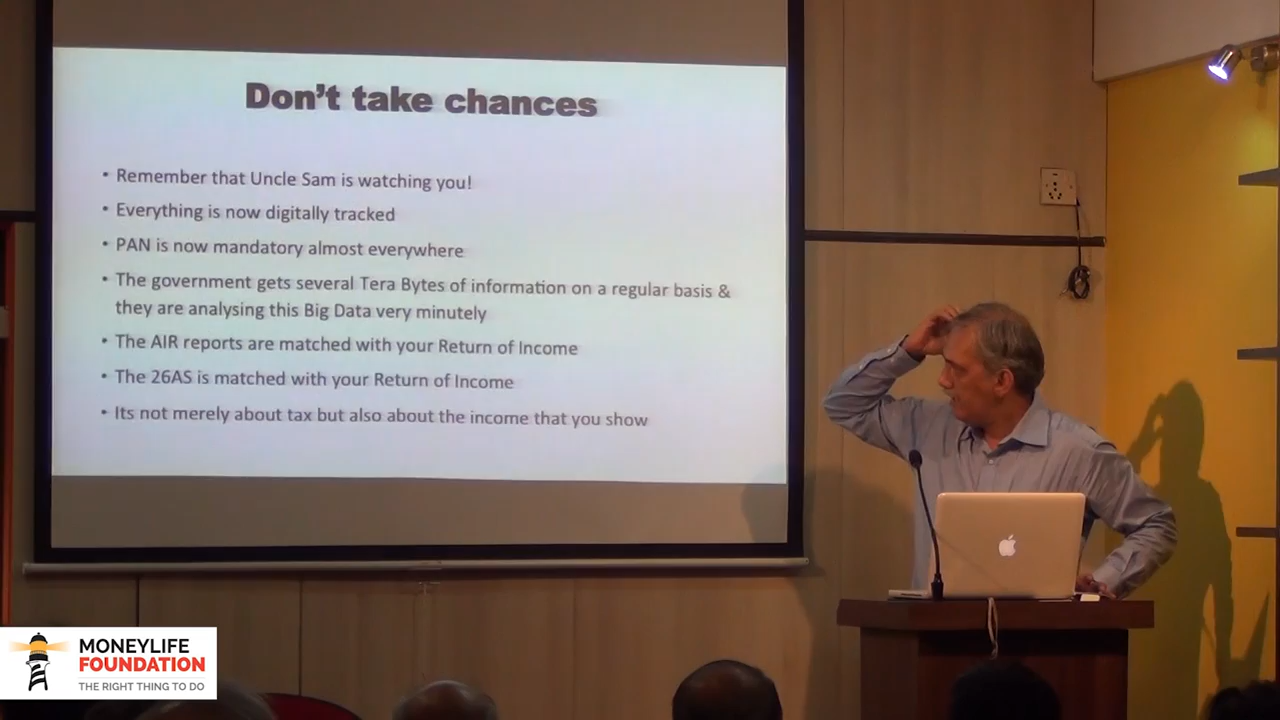 Don't take chances
• Remember that Uncle Sam is watching you!
• Everything is now digitally tracked
• PAN is now mandatory almost everywhere
• The government gets several Tera Bytes of information on a regular basis &
they are analysing this Big Data very minutely
• The AIR reports are matched with your Return of Income
• The 26AS is matched with your Return of Income
• Its not merely about tax but also about the income that you show
MONEYLIFE
FOUNDATION
THE RIGHT THING TO DO